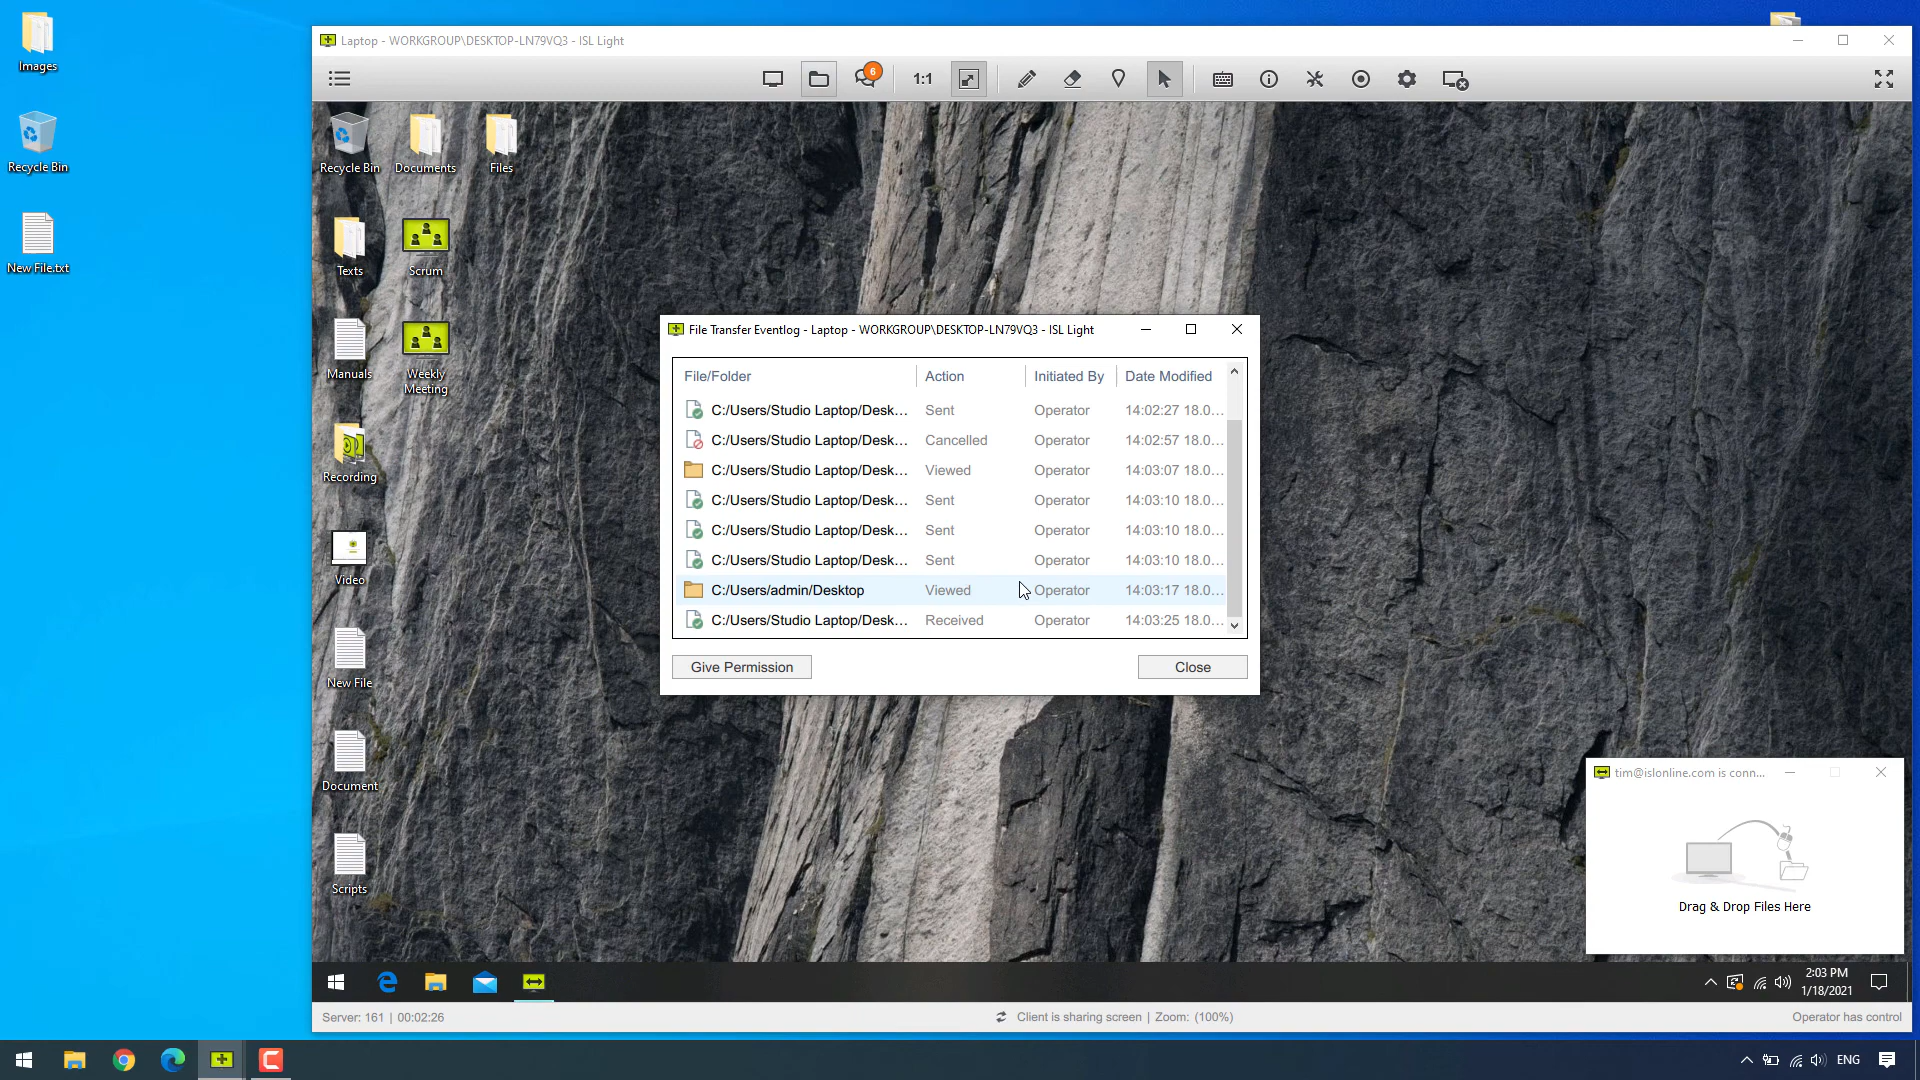 Images
Recycle Bin
New File.txt
Laptop - WORKGROUP\DESKTOP-LN79VQ3 - ISL Light
6
1:1
Recycle Bin
Documents
Files
Texts
Scrum
Manuals
Weekly
Meeting
Recording
Video
New File
Document
Scripts
File Transfer Eventlog - Laptop - WORKGROUP\DESKTOP-LN79VQ3 - ISL Light
File/Folder Action Initiated By Date Modified
C:/Users/Studio Laptop/Desk... Sent Operator 14:02:27 18.0...
C:/Users/Studio Laptop/Desk... Cancelled Operator 14:02:57 18.0...
C:/Users/Studio Laptop/Desk... Viewed Operator 14:03:07 18.0...
C:/Users/Studio Laptop/Desk... Sent Operator 14:03:10 18.0...
C:/Users/Studio Laptop/Desk... Sent Operator 14:03:10 18.0...
C:/Users/Studio Laptop/Desk... Sent Operator 14:03:10 18.0...
C:/Users/admin/Desktop Viewed Operator 14:03:17 18.0...
C:/Users/Studio Laptop/Desk... Received Operator 14:03:25 18.0...
Give Permission Close
tim@islonline.com is conn...
Drag & Drop Files Here
2:03 PM
1/18/2021
Server: 161 | 00:02:26 Client is sharing screen | Zoom: (100%) Operator has control
ENG